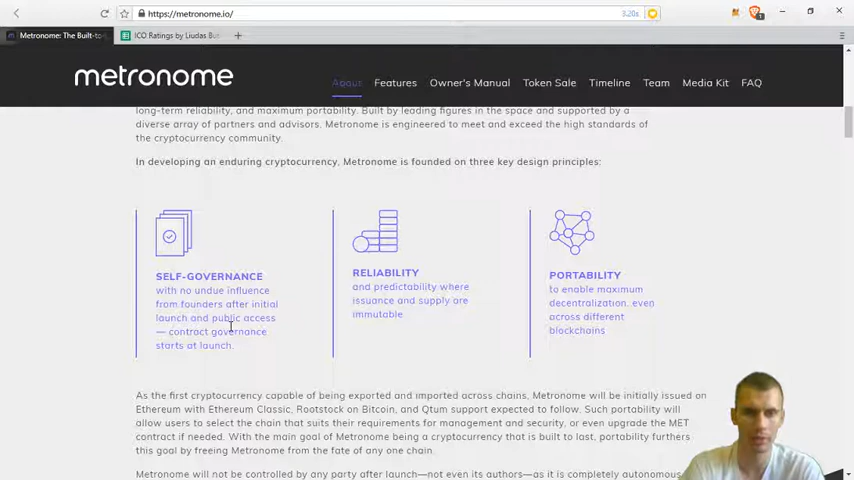 https://metronome.io/
3.20s
1
Metronome: The Built-to-
ICO Ratings by Liudas But
metronome
About
Features
Owner's Manual
Token Sale
Timeline
Team
Media Kit
FAQ
long-term reliability, and maximum portability. Built by leading figures in the space and supported by a
diverse array of partners and advisors, Metronome is engineered to meet and exceed the high standards of
the cryptocurrency community.
In developing an enduring cryptocurrency, Metronome is founded on three key design principles:
SELF-GOVERNANCE
with no undue influence
from founders after initial
launch and public access
— contract governance
starts at launch.
RELIABILITY
and predictability where
issuance and supply are
immutable.
PORTABILITY
to enable maximum
decentralization, even
across different
blockchains
As the first cryptocurrency capable of being exported and imported across chains, Metronome will be initially issued on
Ethereum with Ethereum Classic, Rootstock on Bitcoin, and Qtum support expected to follow. Such portability will
allow users to select the chain that suits their requirements for management and security, or even upgrade the MET
contract if needed. With the main goal of Metronome being a cryptocurrency that is built to last, portability furthers
this goal by freeing Metronome from the fate of any one chain.
Metronome will not be controlled by any party after launch—not even its authors—as it is completely autonomous